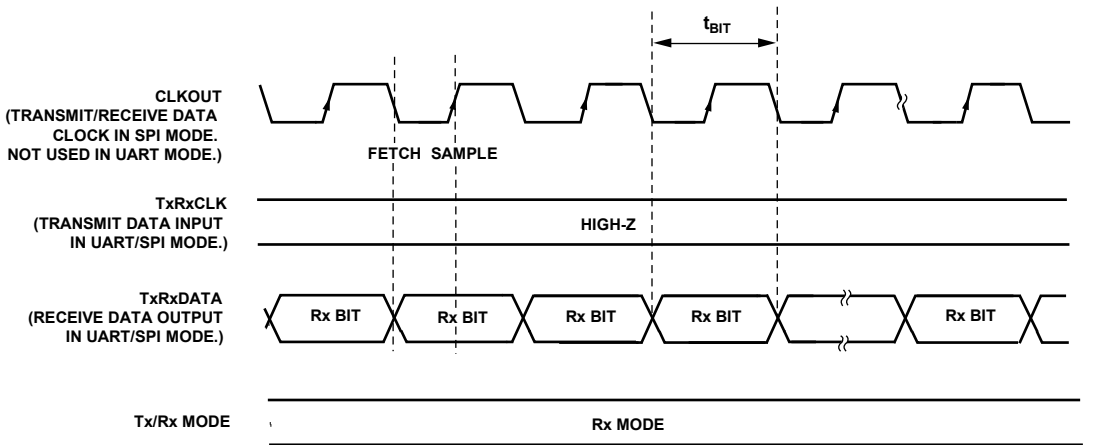 tBIT
CLKOUT
(TRANSMIT/RECEIVE DATA
CLOCK IN SPI MODE.
NOT USED IN UART MODE.)
FETCH SAMPLE
TxRxCLK
(TRANSMIT DATA INPUT
IN UART/SPI MODE.)
HIGH-Z
TxRxDATA
(RECEIVE DATA OUTPUT
IN UART/SPI MODE.)
Rx BIT Rx BIT Rx BIT Rx BIT Rx BIT
Tx/Rx MODE
Rx MODE